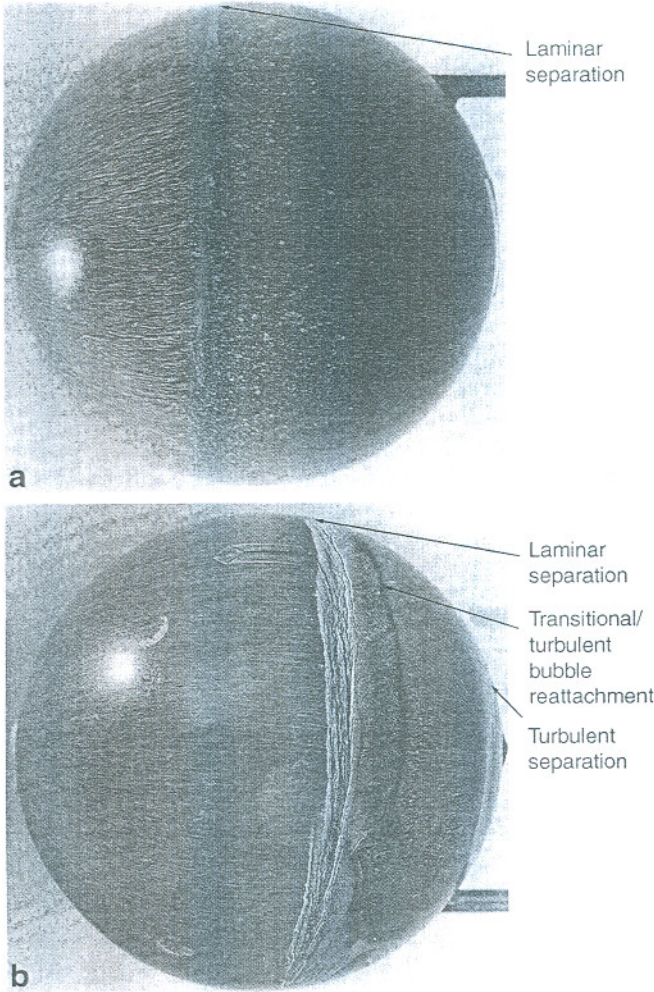 Laminar
separation
a
Laminar
separation
Transitional/
turbulent
bubble
reattachment
Turbulent
separation
b